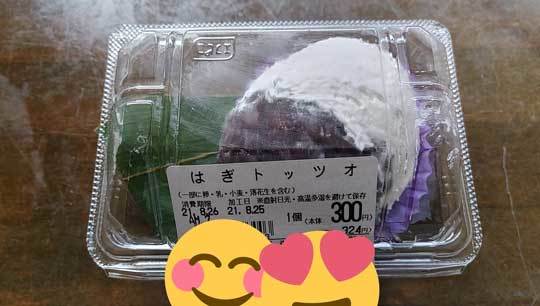 はぎトッツオ
(一部に卵・乳・小麦・落花生を含む)
消費期限 加工日 ※直射日光・高温多湿を避けて保存
21.8.26 21.8.25 1個 (本体 300円)
324円)